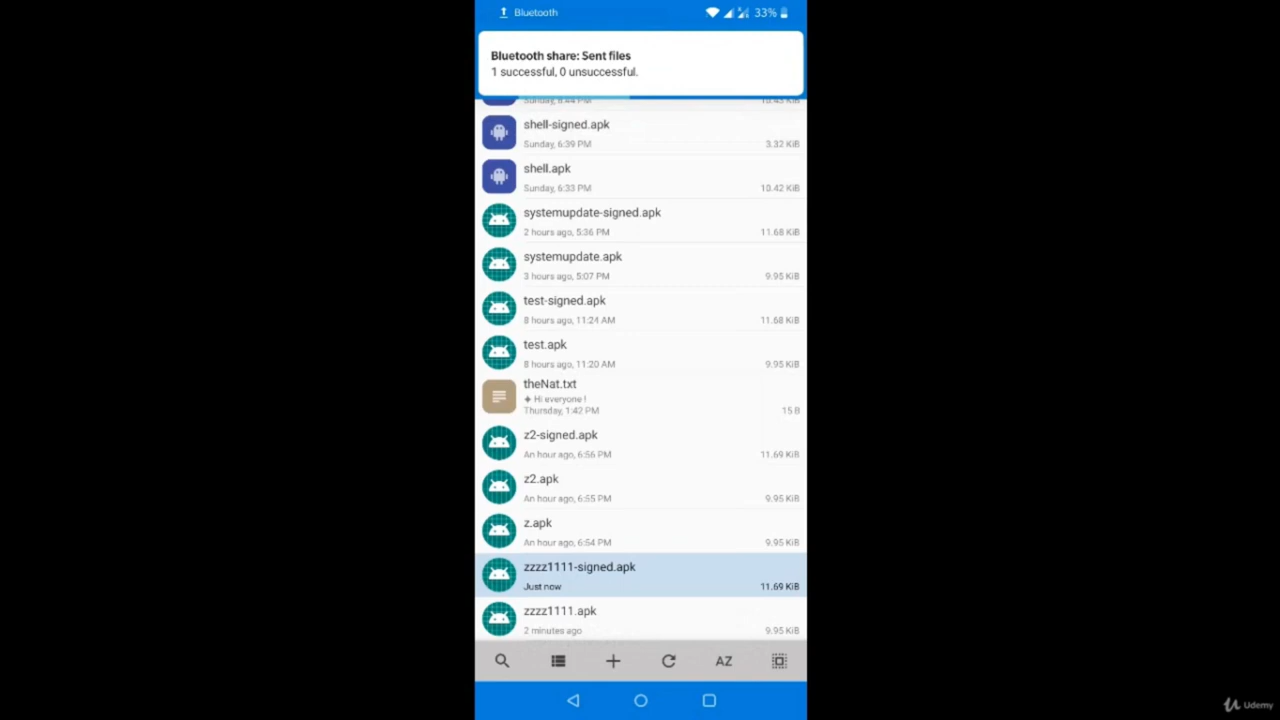 Bluetooth
33%
Bluetooth share: Sent files
1 successful, 0 unsuccessful.
Sunday, 8:44 PM
10.43 KiB
shell-signed.apk
Sunday, 6:39 PM
3.32 KiB
shell.apk
Sunday, 6:33 PM
10.42 KiB
systemupdate-signed.apk
2 hours ago, 5:36 PM
11.68 KiB
systemupdate.apk
3 hours ago, 5:07 PM
9.95 KiB
test-signed.apk
8 hours ago, 11:24 AM
11.68 KiB
test.apk
8 hours ago, 11:20 AM
9.95 KiB
theNat.txt
Hi everyone !
Thursday, 1:42 PM
15 B
z2-signed.apk
An hour ago, 6:56 PM
11.69 KiB
z2.apk
An hour ago, 6:55 PM
9.95 KiB
z.apk
An hour ago, 6:54 PM
9.95 KiB
zzzz1111-signed.apk
Just now
11.69 KiB
zzzz1111.apk
2 minutes ago
9.95 KiB
AZ
Udemy